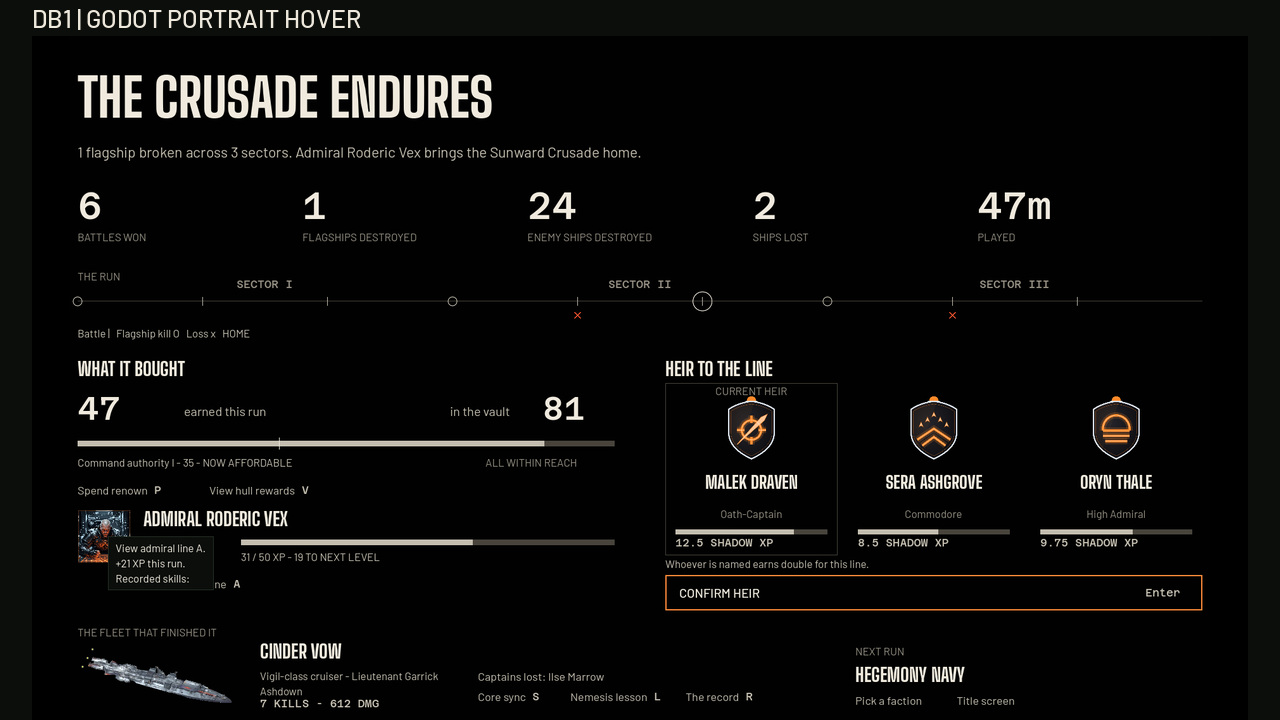 DB1 | GODOT PORTRAIT HOVER
THE CRUSADE ENDURES
1 flagship broken across 3 sectors. Admiral Roderic Vex brings the Sunward Crusade home.
6 1 24 2 47m
BATTLES WON FLAGSHIPS DESTROYED ENEMY SHIPS DESTROYED SHIPS LOST PLAYED
THE RUN
SECTOR I SECTOR II SECTOR III
Battle | Flagship kill O Loss x HOME
WHAT IT BOUGHT
47 earned this run in the vault 81
Command authority I - 35 - NOW AFFORDABLE ALL WITHIN REACH
Spend renown P View hull rewards V
ADMIRAL RODERIC VEX
31 / 50 XP - 19 TO NEXT LEVEL
View admiral line A.
+21 XP this run.
Recorded skills:
ne A
HEIR TO THE LINE
CURRENT HEIR
MALEK DRAVEN SERA ASHGROVE ORYN THALE
Oath-Captain Commodore High Admiral
12.5 SHADOW XP 8.5 SHADOW XP 9.75 SHADOW XP
Whoever is named earns double for this line.
CONFIRM HEIR Enter
THE FLEET THAT FINISHED IT
CINDER VOW
Vigil-class cruiser - Lieutenant Garrick
Ashdown
7 KILLS - 612 DMG
Captains lost: Ilse Marrow
Core sync S Nemesis lesson L The record R
NEXT RUN
HEGEMONY NAVY
Pick a faction Title screen